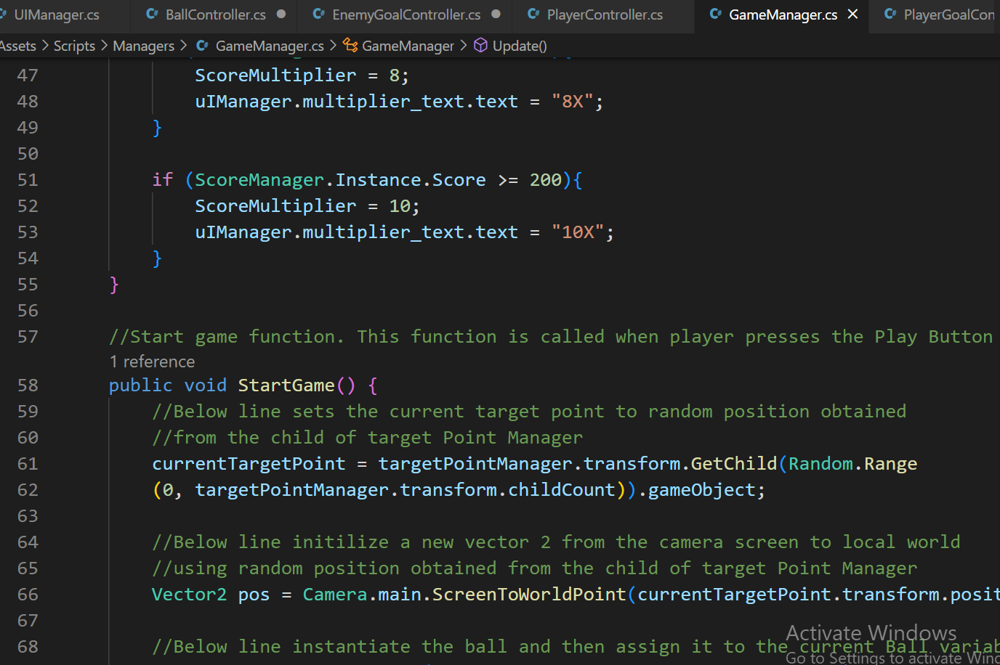 UIManager.cs C# BallController.cs C# EnemyGoalController.cs C# PlayerController.cs C# GameManager.cs C# PlayerGoalCon
Assets > Scripts > Managers > C# GameManager.cs > GameManager > Update()
47 ScoreMultiplier = 8;
48 uIManager.multiplier_text.text = "8X";
49 }
50
51 if (ScoreManager.Instance.Score >= 200){
52 ScoreMultiplier = 10;
53 uIManager.multiplier_text.text = "10X";
54 }
55 }
56
57 //Start game function. This function is called when player presses the Play Button
1 reference
58 public void StartGame() {
59 //Below line sets the current target point to random position obtained
60 //from the child of target Point Manager
61 currentTargetPoint = targetPointManager.transform.GetChild(Random.Range
62 (0, targetPointManager.transform.childCount)).gameObject;
63
64 //Below line initilize a new vector 2 from the camera screen to local world
65 //using random position obtained from the child of target Point Manager
66 Vector2 pos = Camera.main.ScreenToWorldPoint(currentTargetPoint.transform.posit
67
68 //Below line instantiate the ball and then assign it to the current Ball variab
Activate Windows
Go to Settings to activate Wind